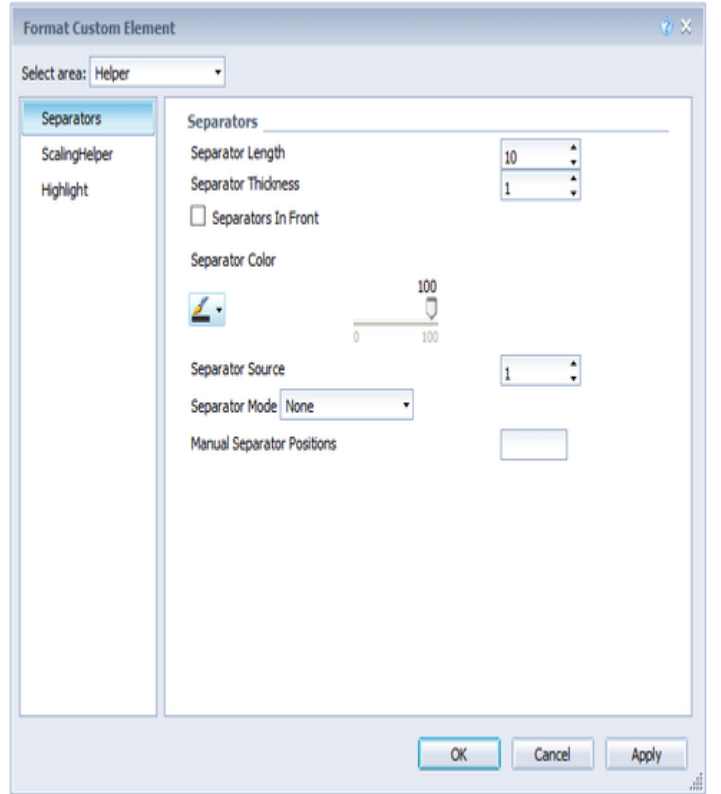 Format Custom Element
Select area: Helper
Separators
ScalingHelper
Highlight
Separators
Separator Length 10
Separator Thickness 1
Separators In Front
Separator Color
100
0 100
Separator Source 1
Separator Mode None
Manual Separator Positions
OK Cancel Apply